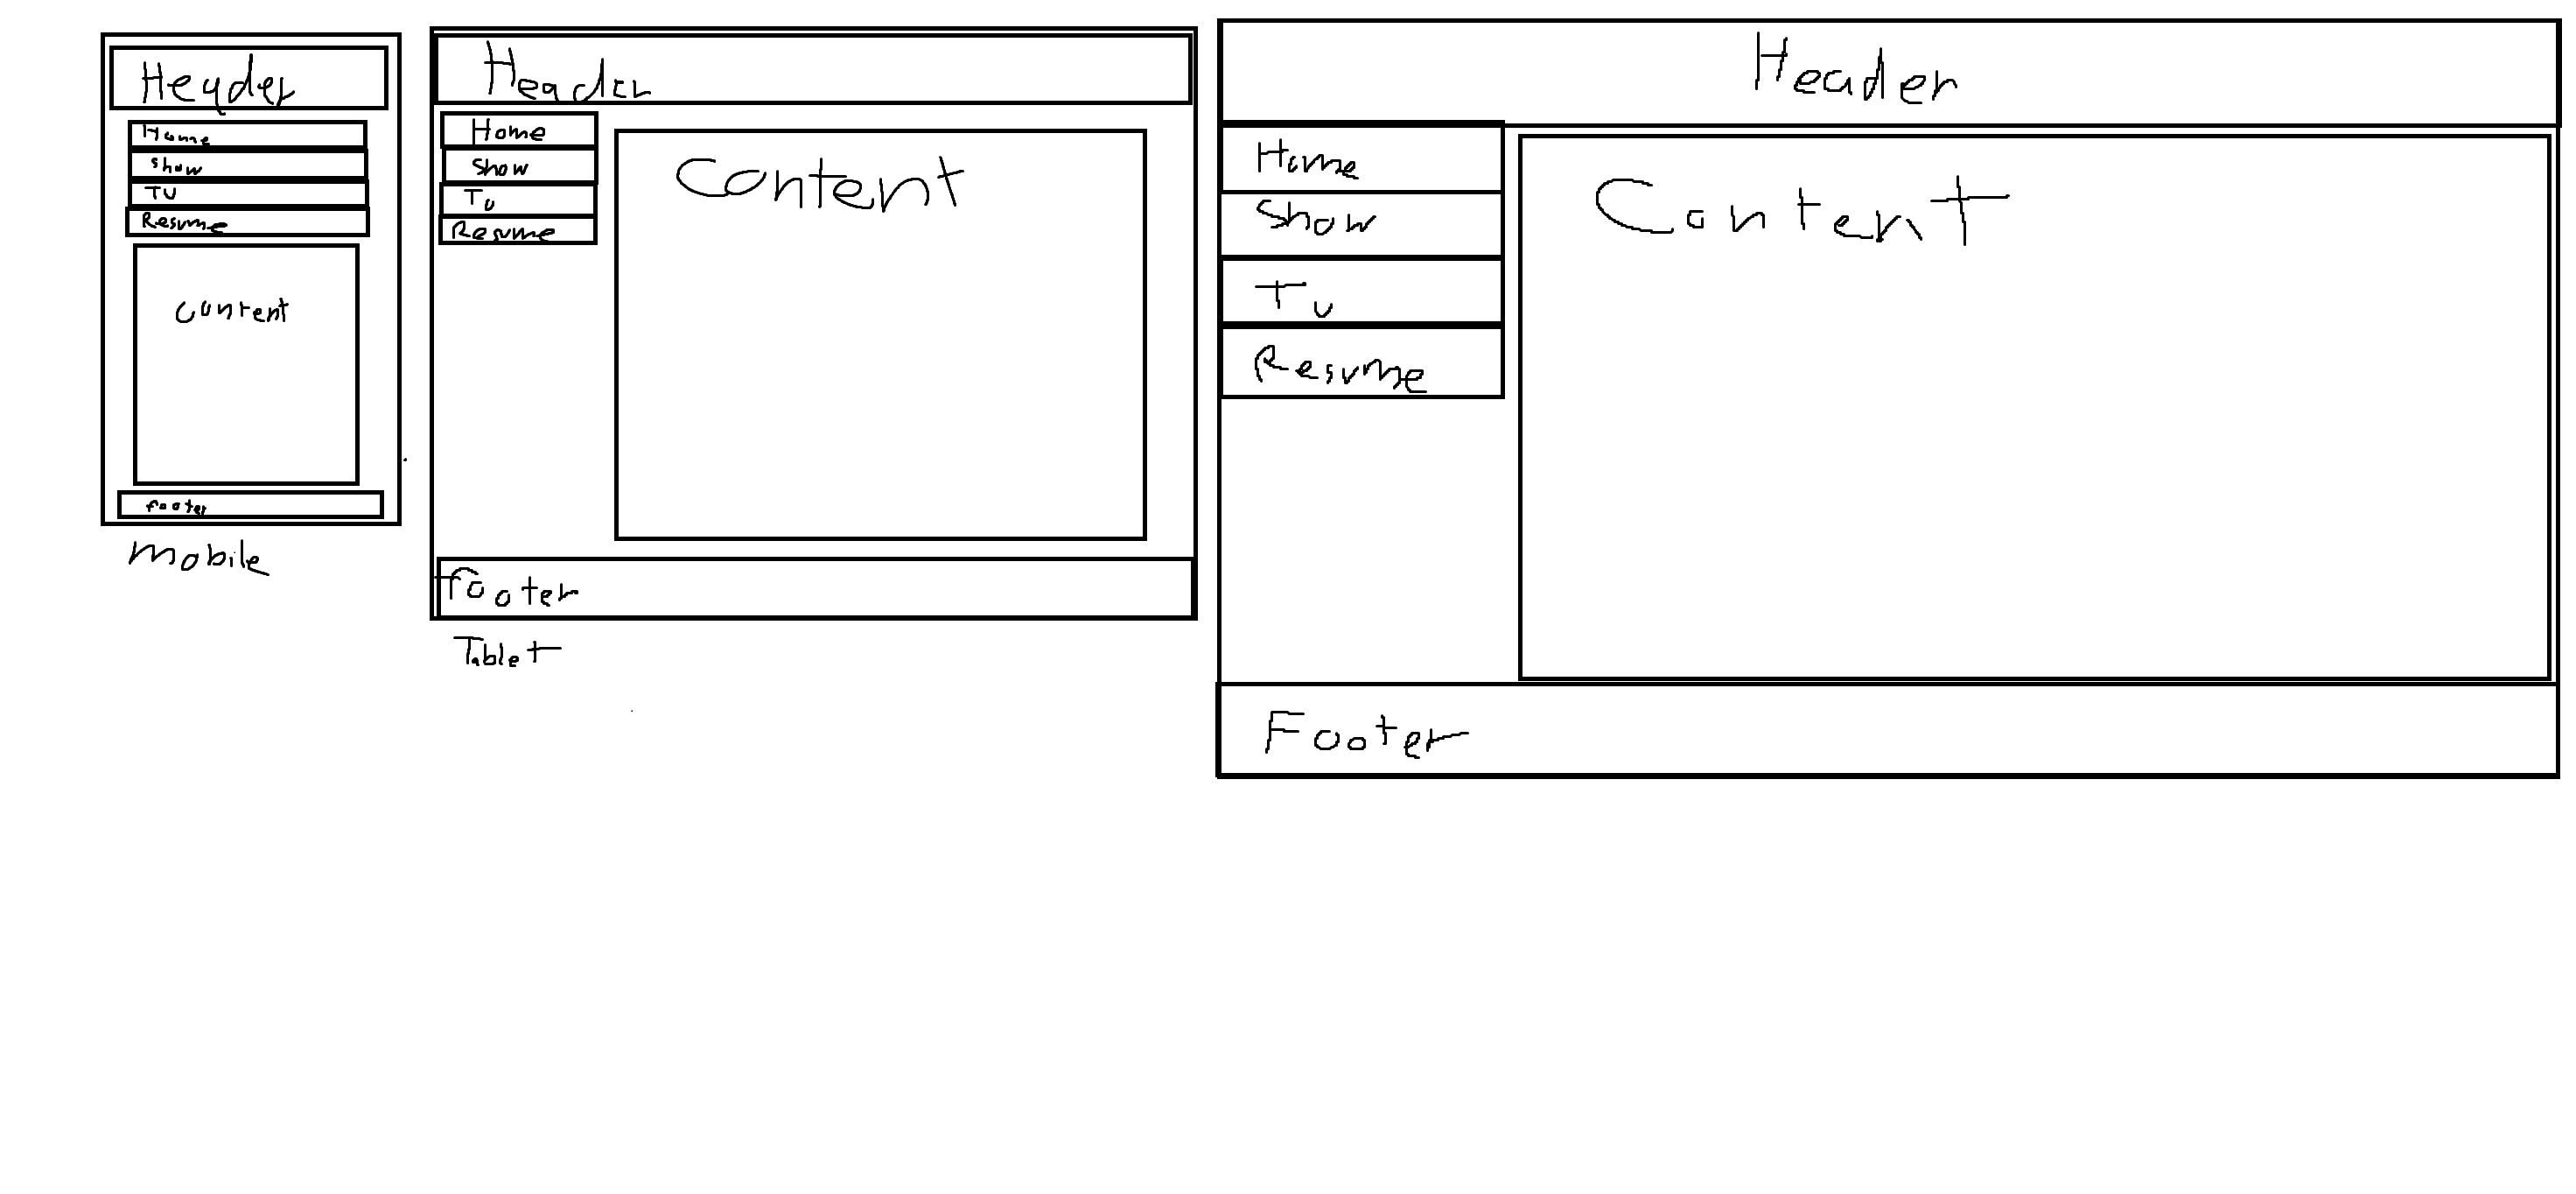 Header
Home
Show
TV
Resume
Content
footer
mobile
Header
Home
Show
Tv
Resume
Content
Footer
Tablet
Header
Home
Show
Tv
Resume
Content
Footer